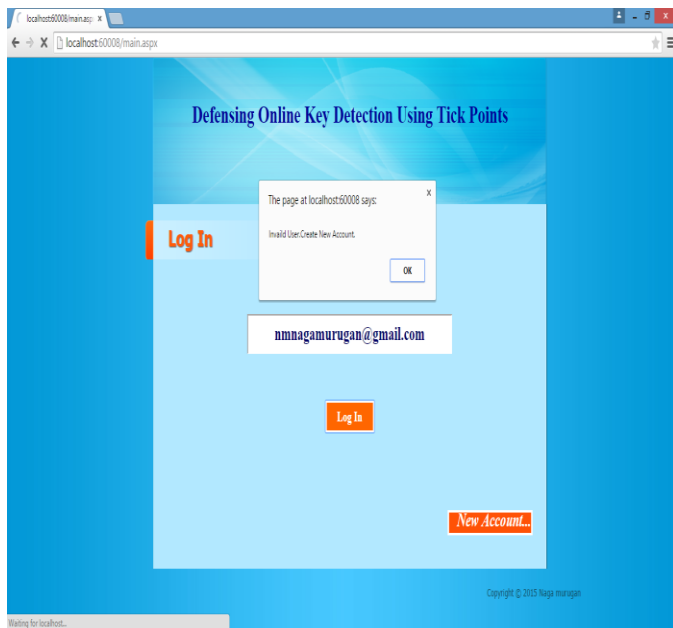 localhost:60008/main.asp
localhost:60008/main.aspx
Defensing Online Key Detection Using Tick Points
The page at localhost:60008 says:
Invaild User.Create New Account.
OK
Log In
nmnagamurugan@gmail.com
Log In
New Account...
Copyright © 2015 Naga murugan
Waiting for localhost...